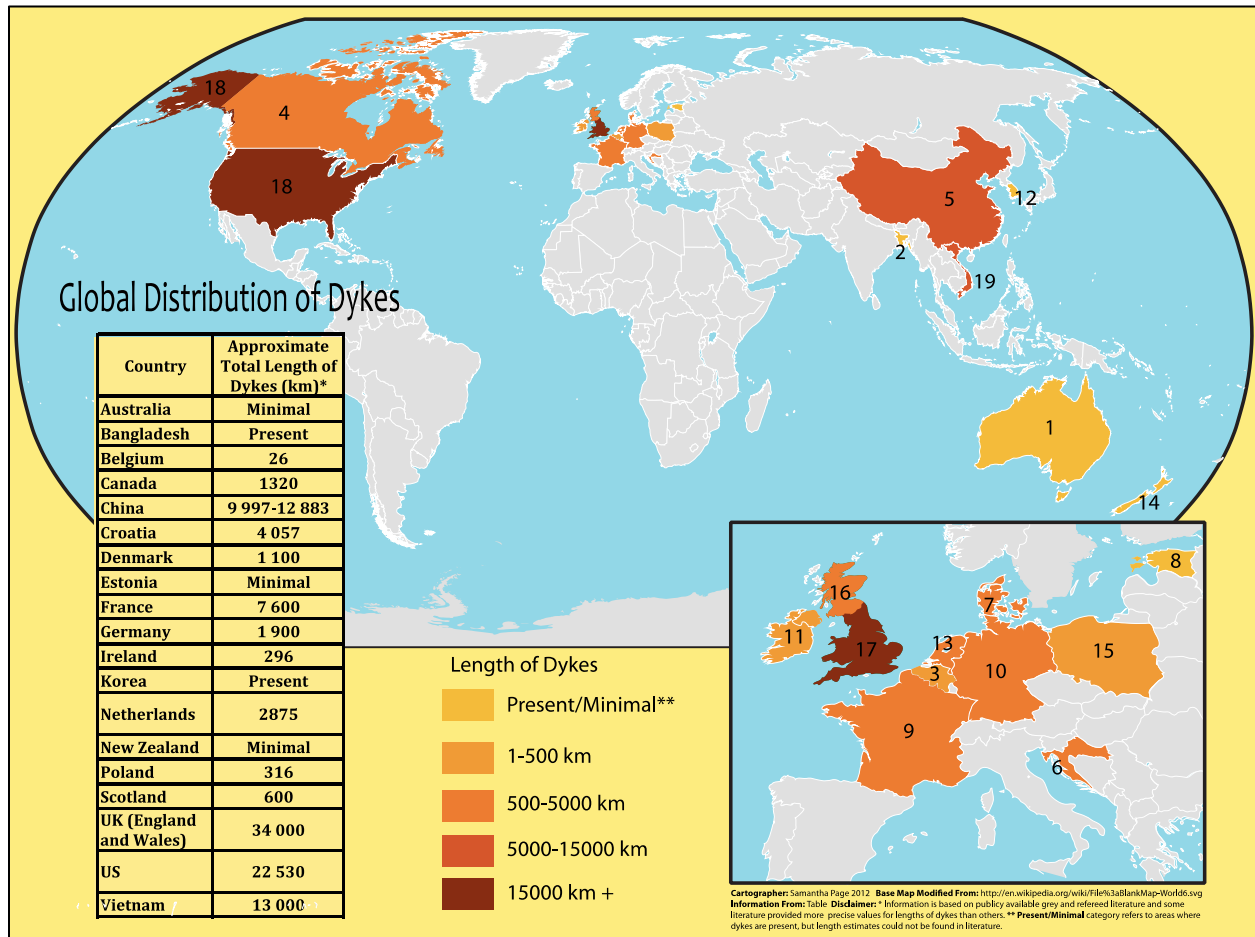 18
4
18
5
12
2
19
1
14
Global Distribution of Dykes
Country Approximate
Total Length of
Dykes (km)*
Australia Minimal
Bangladesh Present
Belgium 26
Canada 1320
China 9 997-12 883
Croatia 4 057
Denmark 1 100
Estonia Minimal
France 7 600
Germany 1 900
Ireland 296
Korea Present
Netherlands 2875
New Zealand Minimal
Poland 316
Scotland 600
UK (England
and Wales) 34 000
US 22 530
Vietnam 13 000
Length of Dykes
Present/Minimal**
1-500 km
500-5000 km
5000-15000 km
15000 km +
8
16
7
11
13
17
15
3
10
9
6
Cartographer: Samantha Page 2012 Base Map Modified From: http://en.wikipedia.org/wiki/File%3aBlankMap-World6.svg
Information From: Table Disclaimer: * Information is based on publicy available grey and refereed literature and some
literature provided more precise values for lengths of dykes than others. ** Present/Minimal category refers to areas where
dykes are present, but length estimates could not be found in literature.